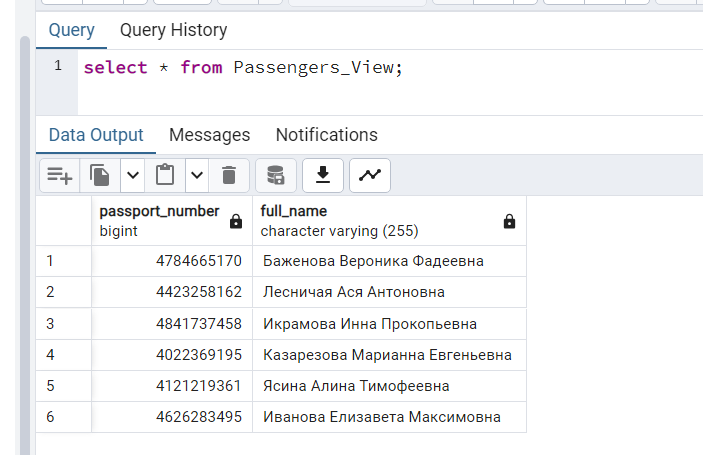 Query Query History
1 select * from Passengers_View;
Data Output Messages Notifications
passport_number full_name
bigint character varying (255)
1 4784665170 Баженова Вероника Фадеевна
2 4423258162 Лесничая Ася Антоновна
3 4841737458 Икрамова Инна Прокопьевна
4 4022369195 Казарезова Марианна Евгеньевна
5 4121219361 Ясина Алина Тимофеевна
6 4626283495 Иванова Елизавета Максимовна